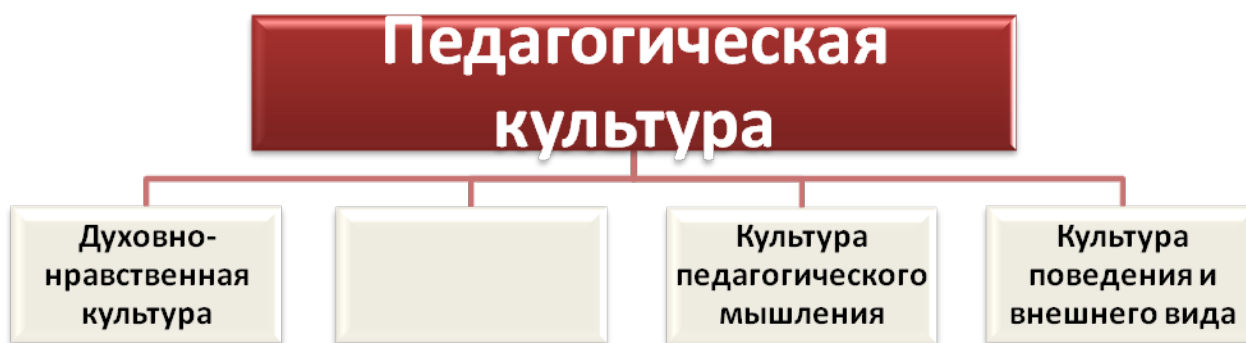 Педагогическая
культура
Духовно-
нравственная
культура
Культура
педагогического
мышления
Культура
поведения и
внешнего вида